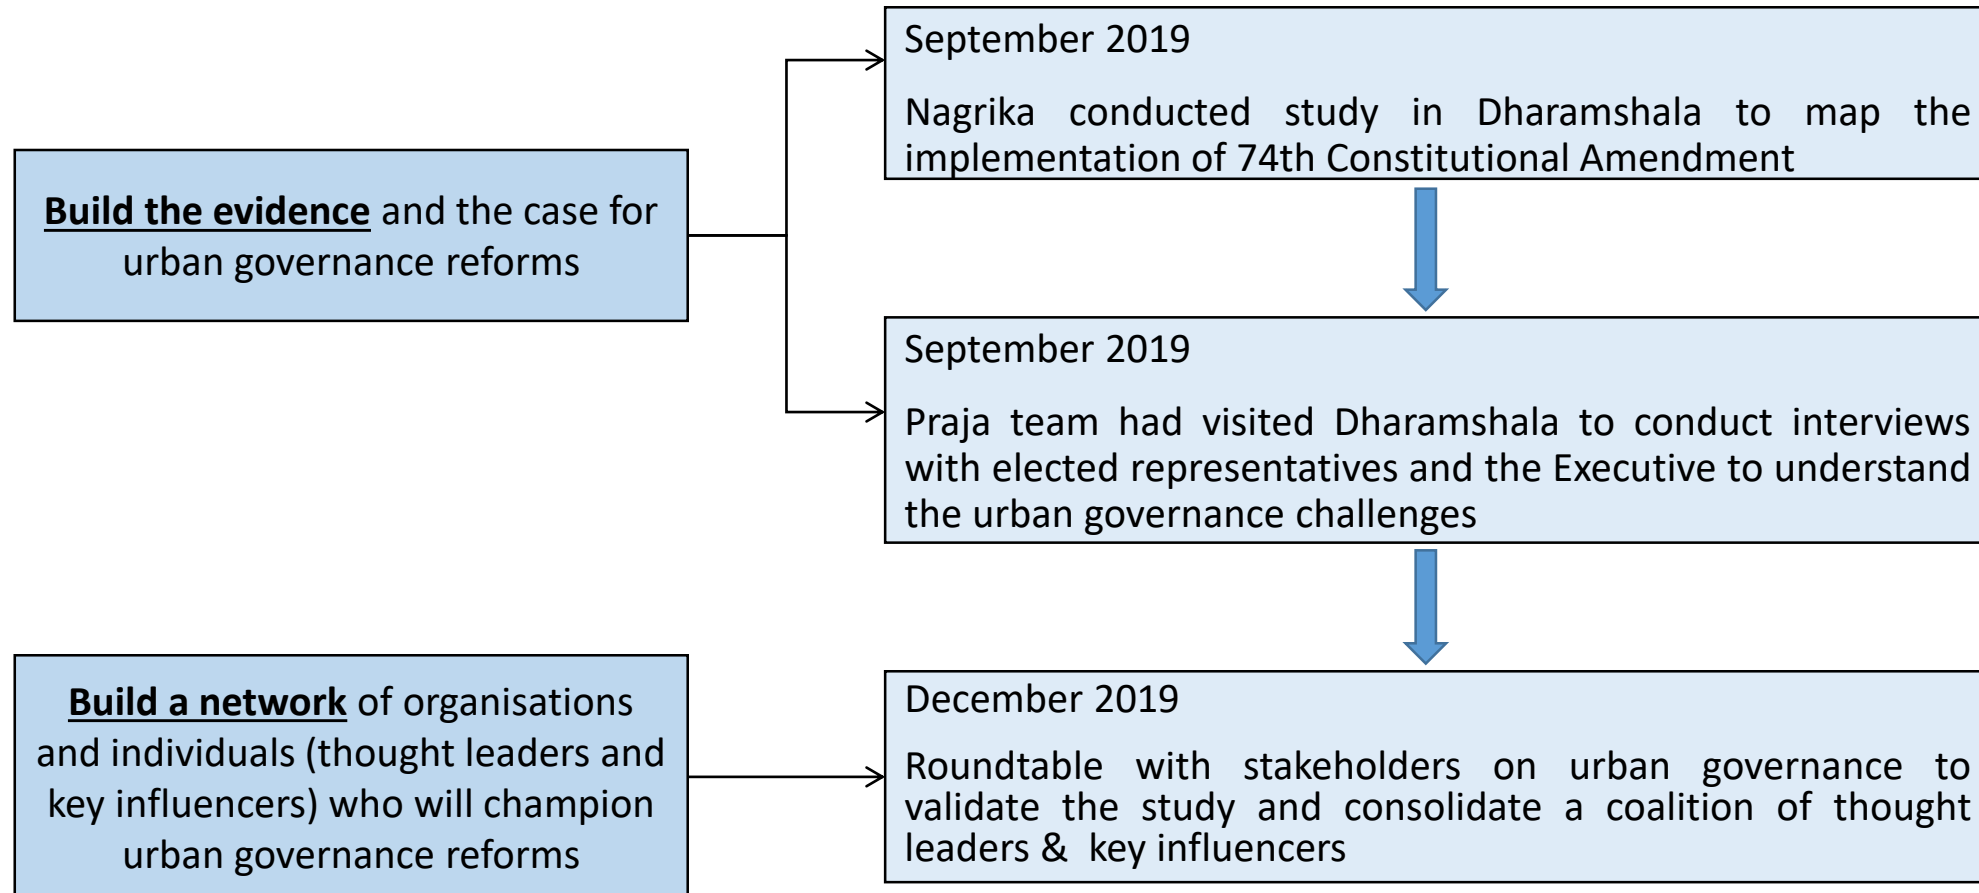 September 2019
Nagrika conducted study in Dharamshala to map the
implementation of 74th Constitutional Amendment
Build the evidence and the case for
urban governance reforms
September 2019
Praja team had visited Dharamshala to conduct interviews
with elected representatives and the Executive to understand
the urban governance challenges
Build a network of organisations
and individuals (thought leaders and
key influencers) who will champion
urban governance reforms
December 2019
Roundtable with stakeholders on urban governance to
validate the study and consolidate a coalition of thought
leaders & key influencers